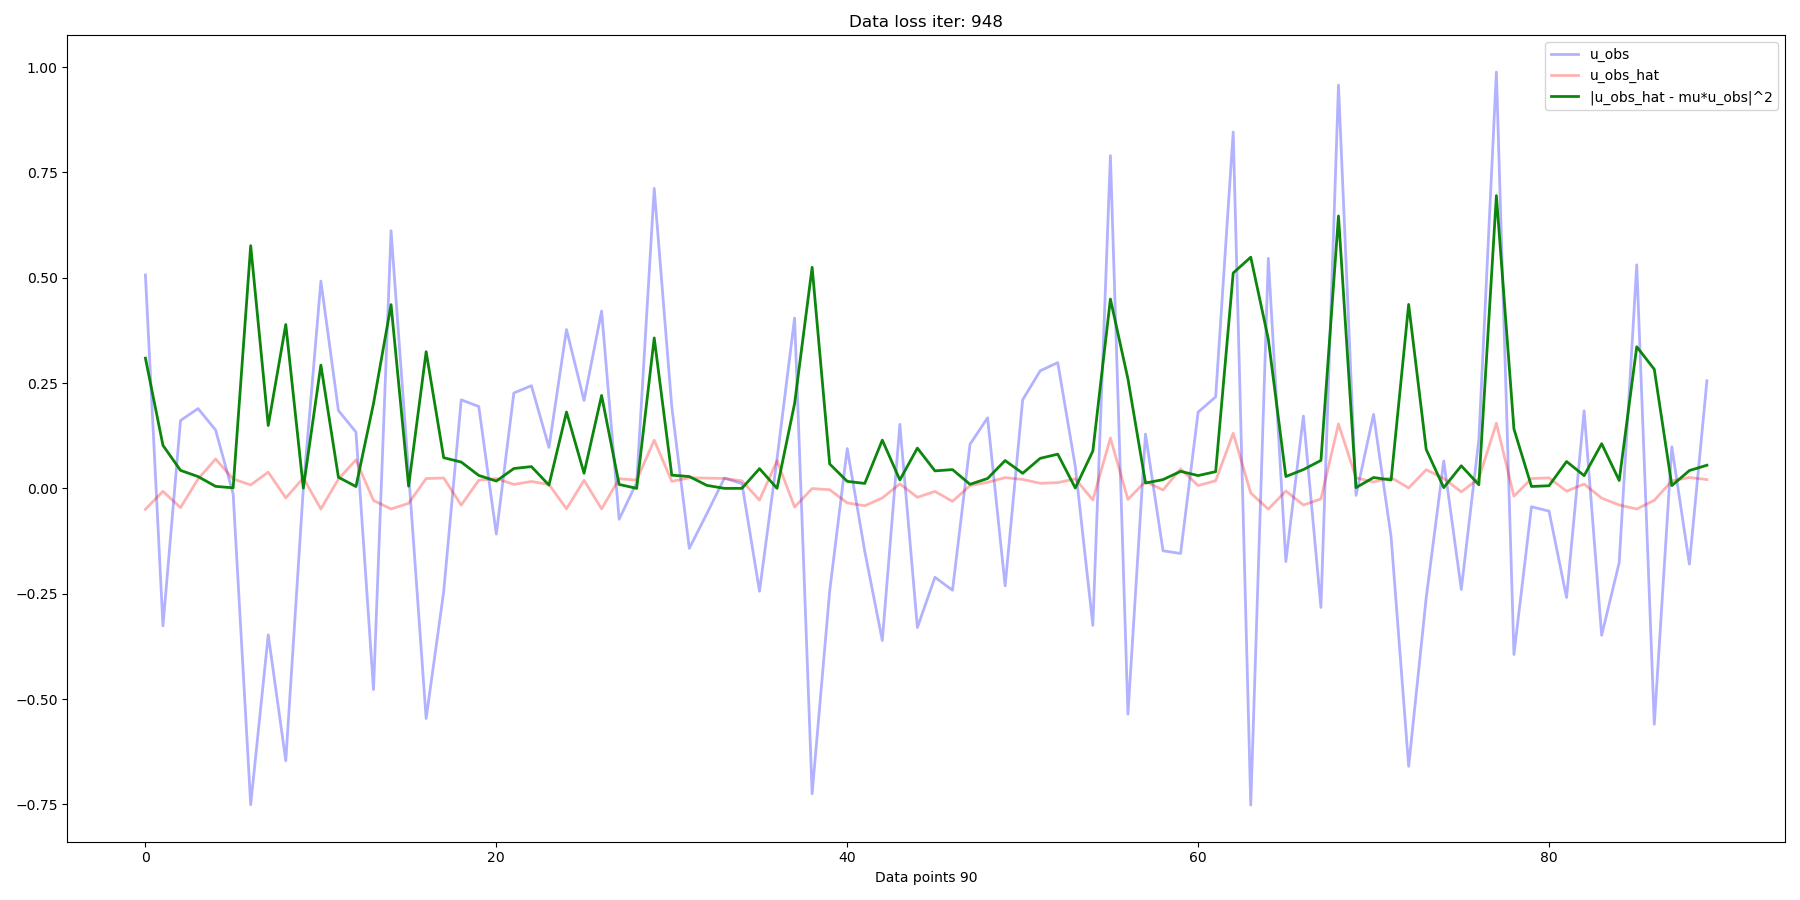 Data loss iter: 948
u_obs
u_obs_hat
|u_obs_hat - mu*u_obs|^2
1.00
0.75
0.50
0.25
0.00
−0.25
−0.50
−0.75
0 20 40 60 80
Data points 90